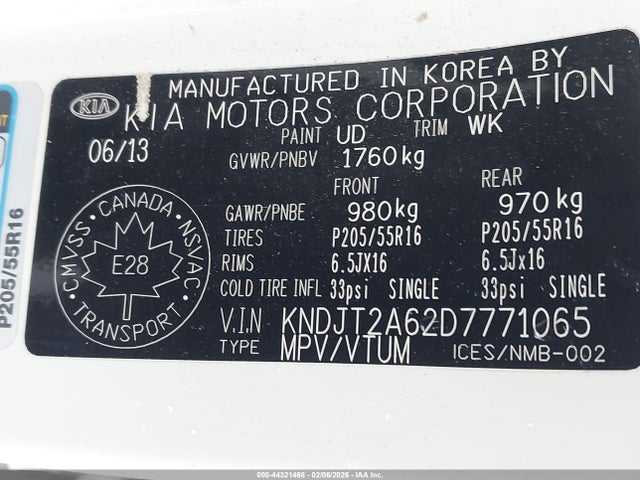 MANUFACTURED IN KOREA BY
KIA KIA MOTORS CORPORATION
06/13 PAINT UD TRIM WK
GVWR/PNBV 1760kg
FRONT REAR
GAWR/PNBE 980kg 970kg
TIRES P205/55R16 P205/55R16
RIMS 6.5JX16 6.5Jx16
COLD TIRE INFL 33psi SINGLE 33psi SINGLE
V.I.N KNDJT2A62D7771065
TYPE MPV/VTUM ICES/NMB-002
CANADA
CMVSS NSVAC
E28
TRANSPORT
P205/55R16
000-44321468 - 02/06/2026 - IAA Inc.